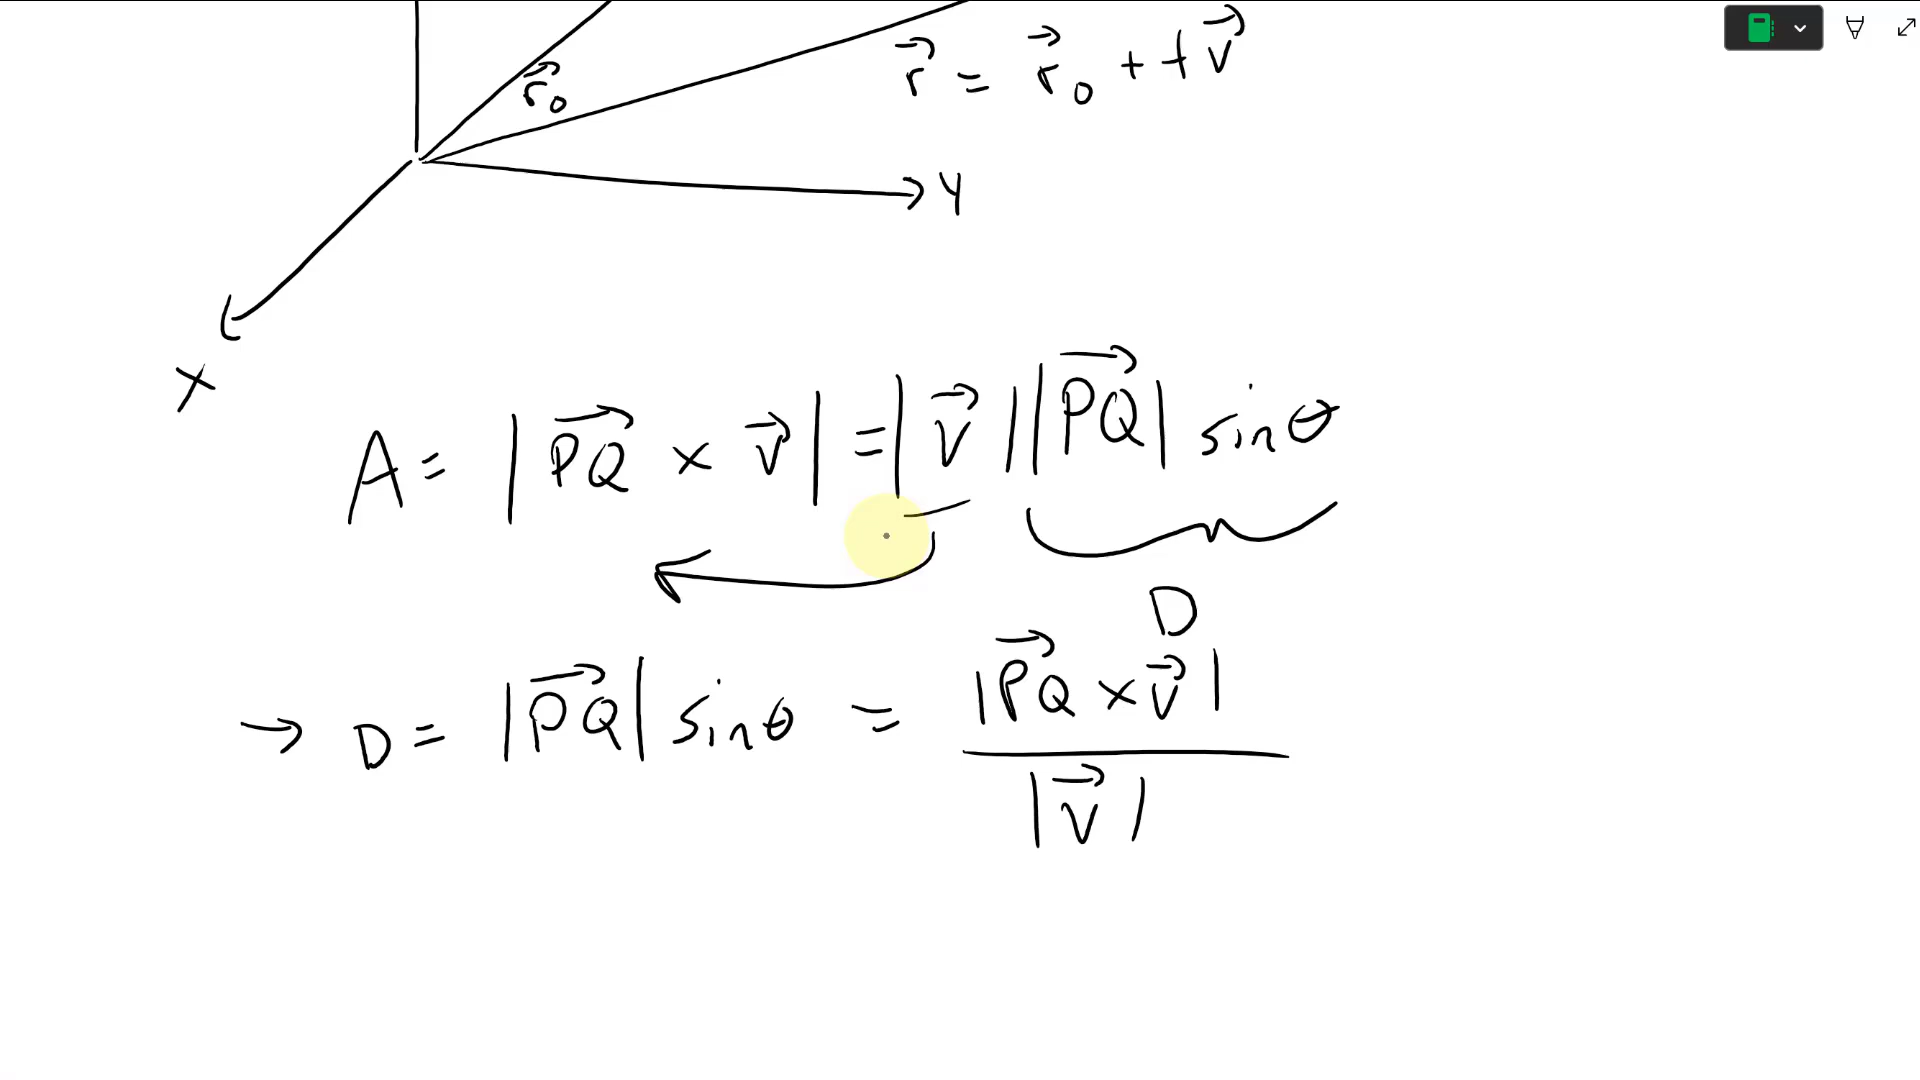 r⃗ = r⃗₀ + t v⃗
r⃗₀
y
x
A = |PQ⃗ × v⃗| = |v⃗||PQ⃗| sinθ
D
→ D = |PQ⃗| sinθ = |PQ⃗ × v⃗| / |v⃗|